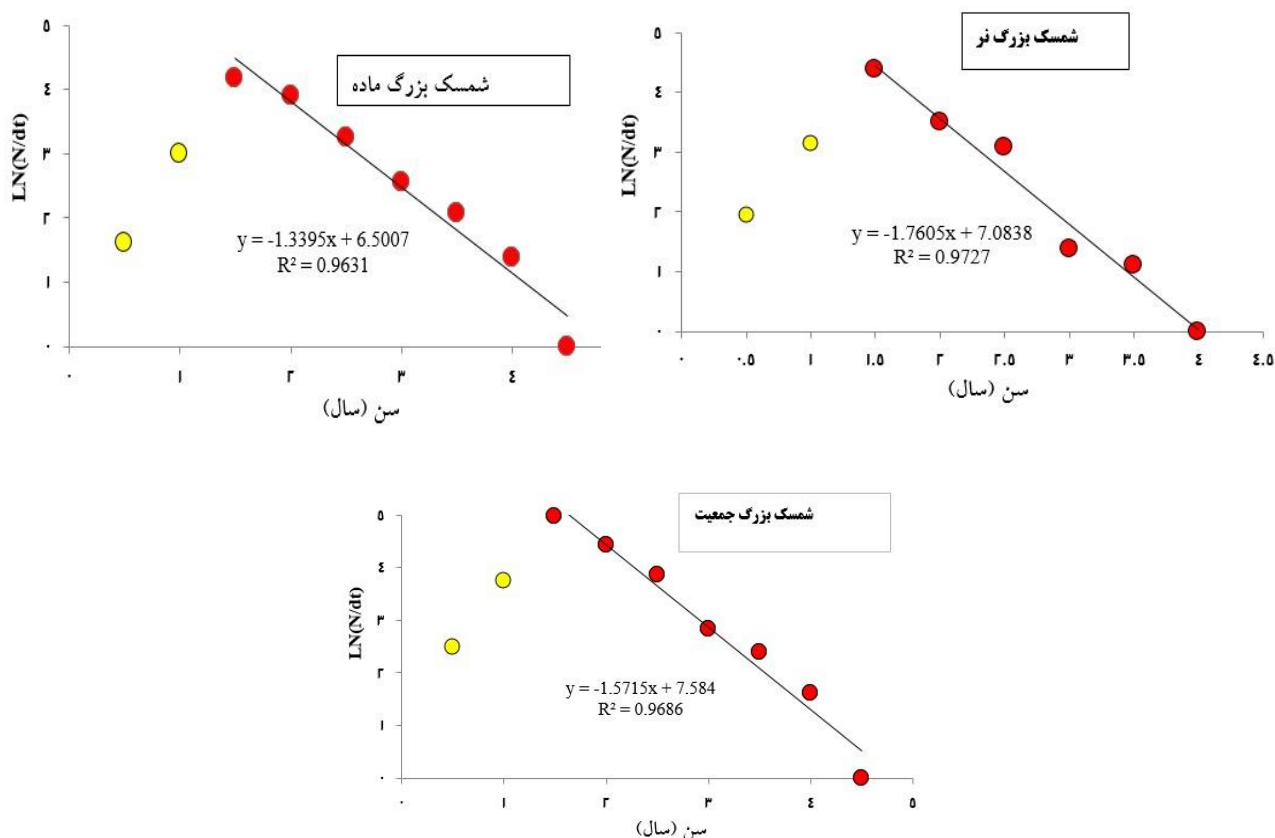 شمسک بزرگ ماده
LN(N/dt)
۵
۴
۳
۲
۱
۰
y = -1.3395x + 6.5007
R² = 0.9631
۰ ۱ ۲ ۳ ۴
سن (سال)
شمسک بزرگ نر
LN(N/dt)
۵
۴
۳
۲
۱
۰
y = -1.7605x + 7.0838
R² = 0.9727
۰ ۰.۵ ۱ ۱.۵ ۲ ۲.۵ ۳ ۳.۵ ۴ ۴.۵
سن (سال)
شمسک بزرگ جمعیت
LN(N/dt)
۵
۴
۳
۲
۱
۰
y = -1.5715x + 7.584
R² = 0.9686
۰ ۱ ۲ ۳ ۴ ۵
سن (سال)